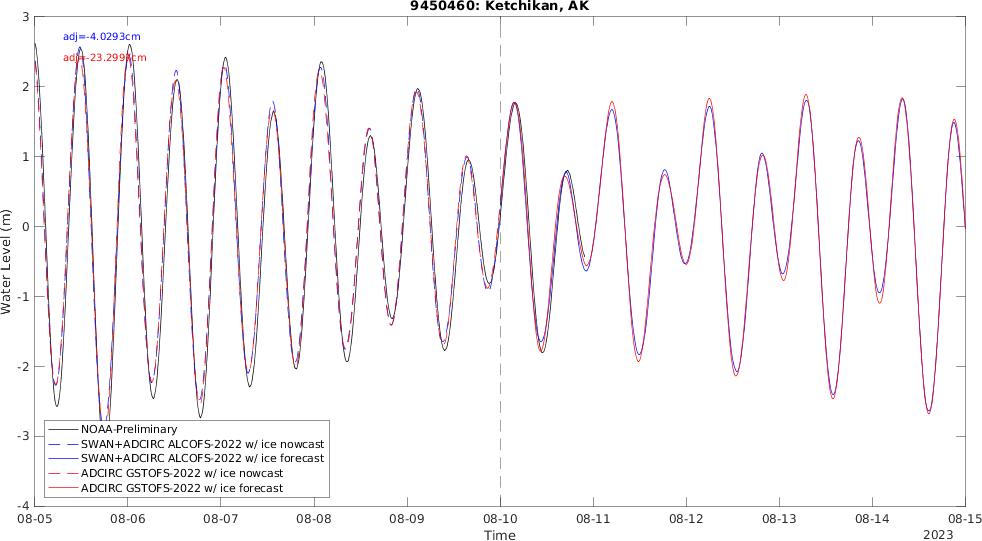 9450460: Ketchikan, AK
adj=-4.0293cm
adj=-23.2995cm
Water Level (m)
3
2
1
0
-1
-2
-3
-4
NOAA-Preliminary
SWAN+ADCIRC ALCOFS-2022 w/ ice nowcast
SWAN+ADCIRC ALCOFS-2022 w/ ice forecast
ADCIRC GSTOFS-2022 w/ ice nowcast
ADCIRC GSTOFS-2022 w/ ice forecast
08-05 08-06 08-07 08-08 08-09 08-10 08-11 08-12 08-13 08-14 08-15
Time
2023